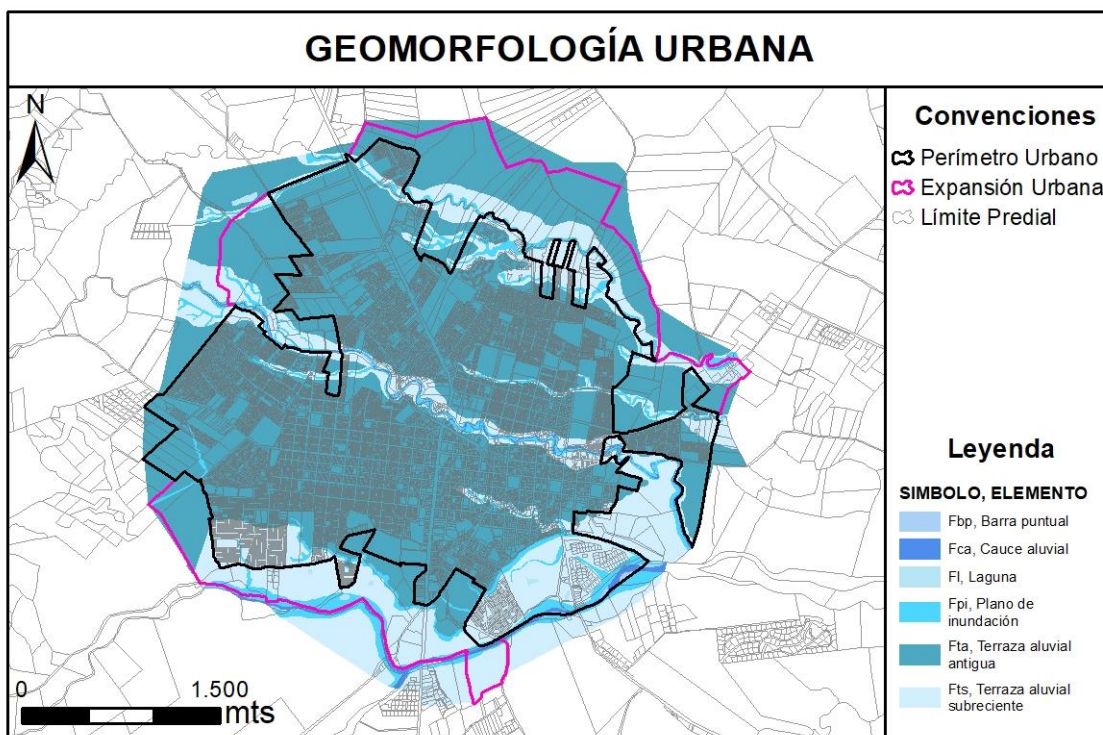 GEOMORFOLOGÍA URBANA
N
0 1.500
mts
Convenciones
Perímetro Urbano
Expansión Urbana
Límite Predial
Leyenda
SIMBOLO, ELEMENTO
Fbp, Barra puntual
Fca, Cauce aluvial
Fl, Laguna
Fpi, Plano de
inundación
Fta, Terraza aluvial
antigua
Fts, Terraza aluvial
subreciente